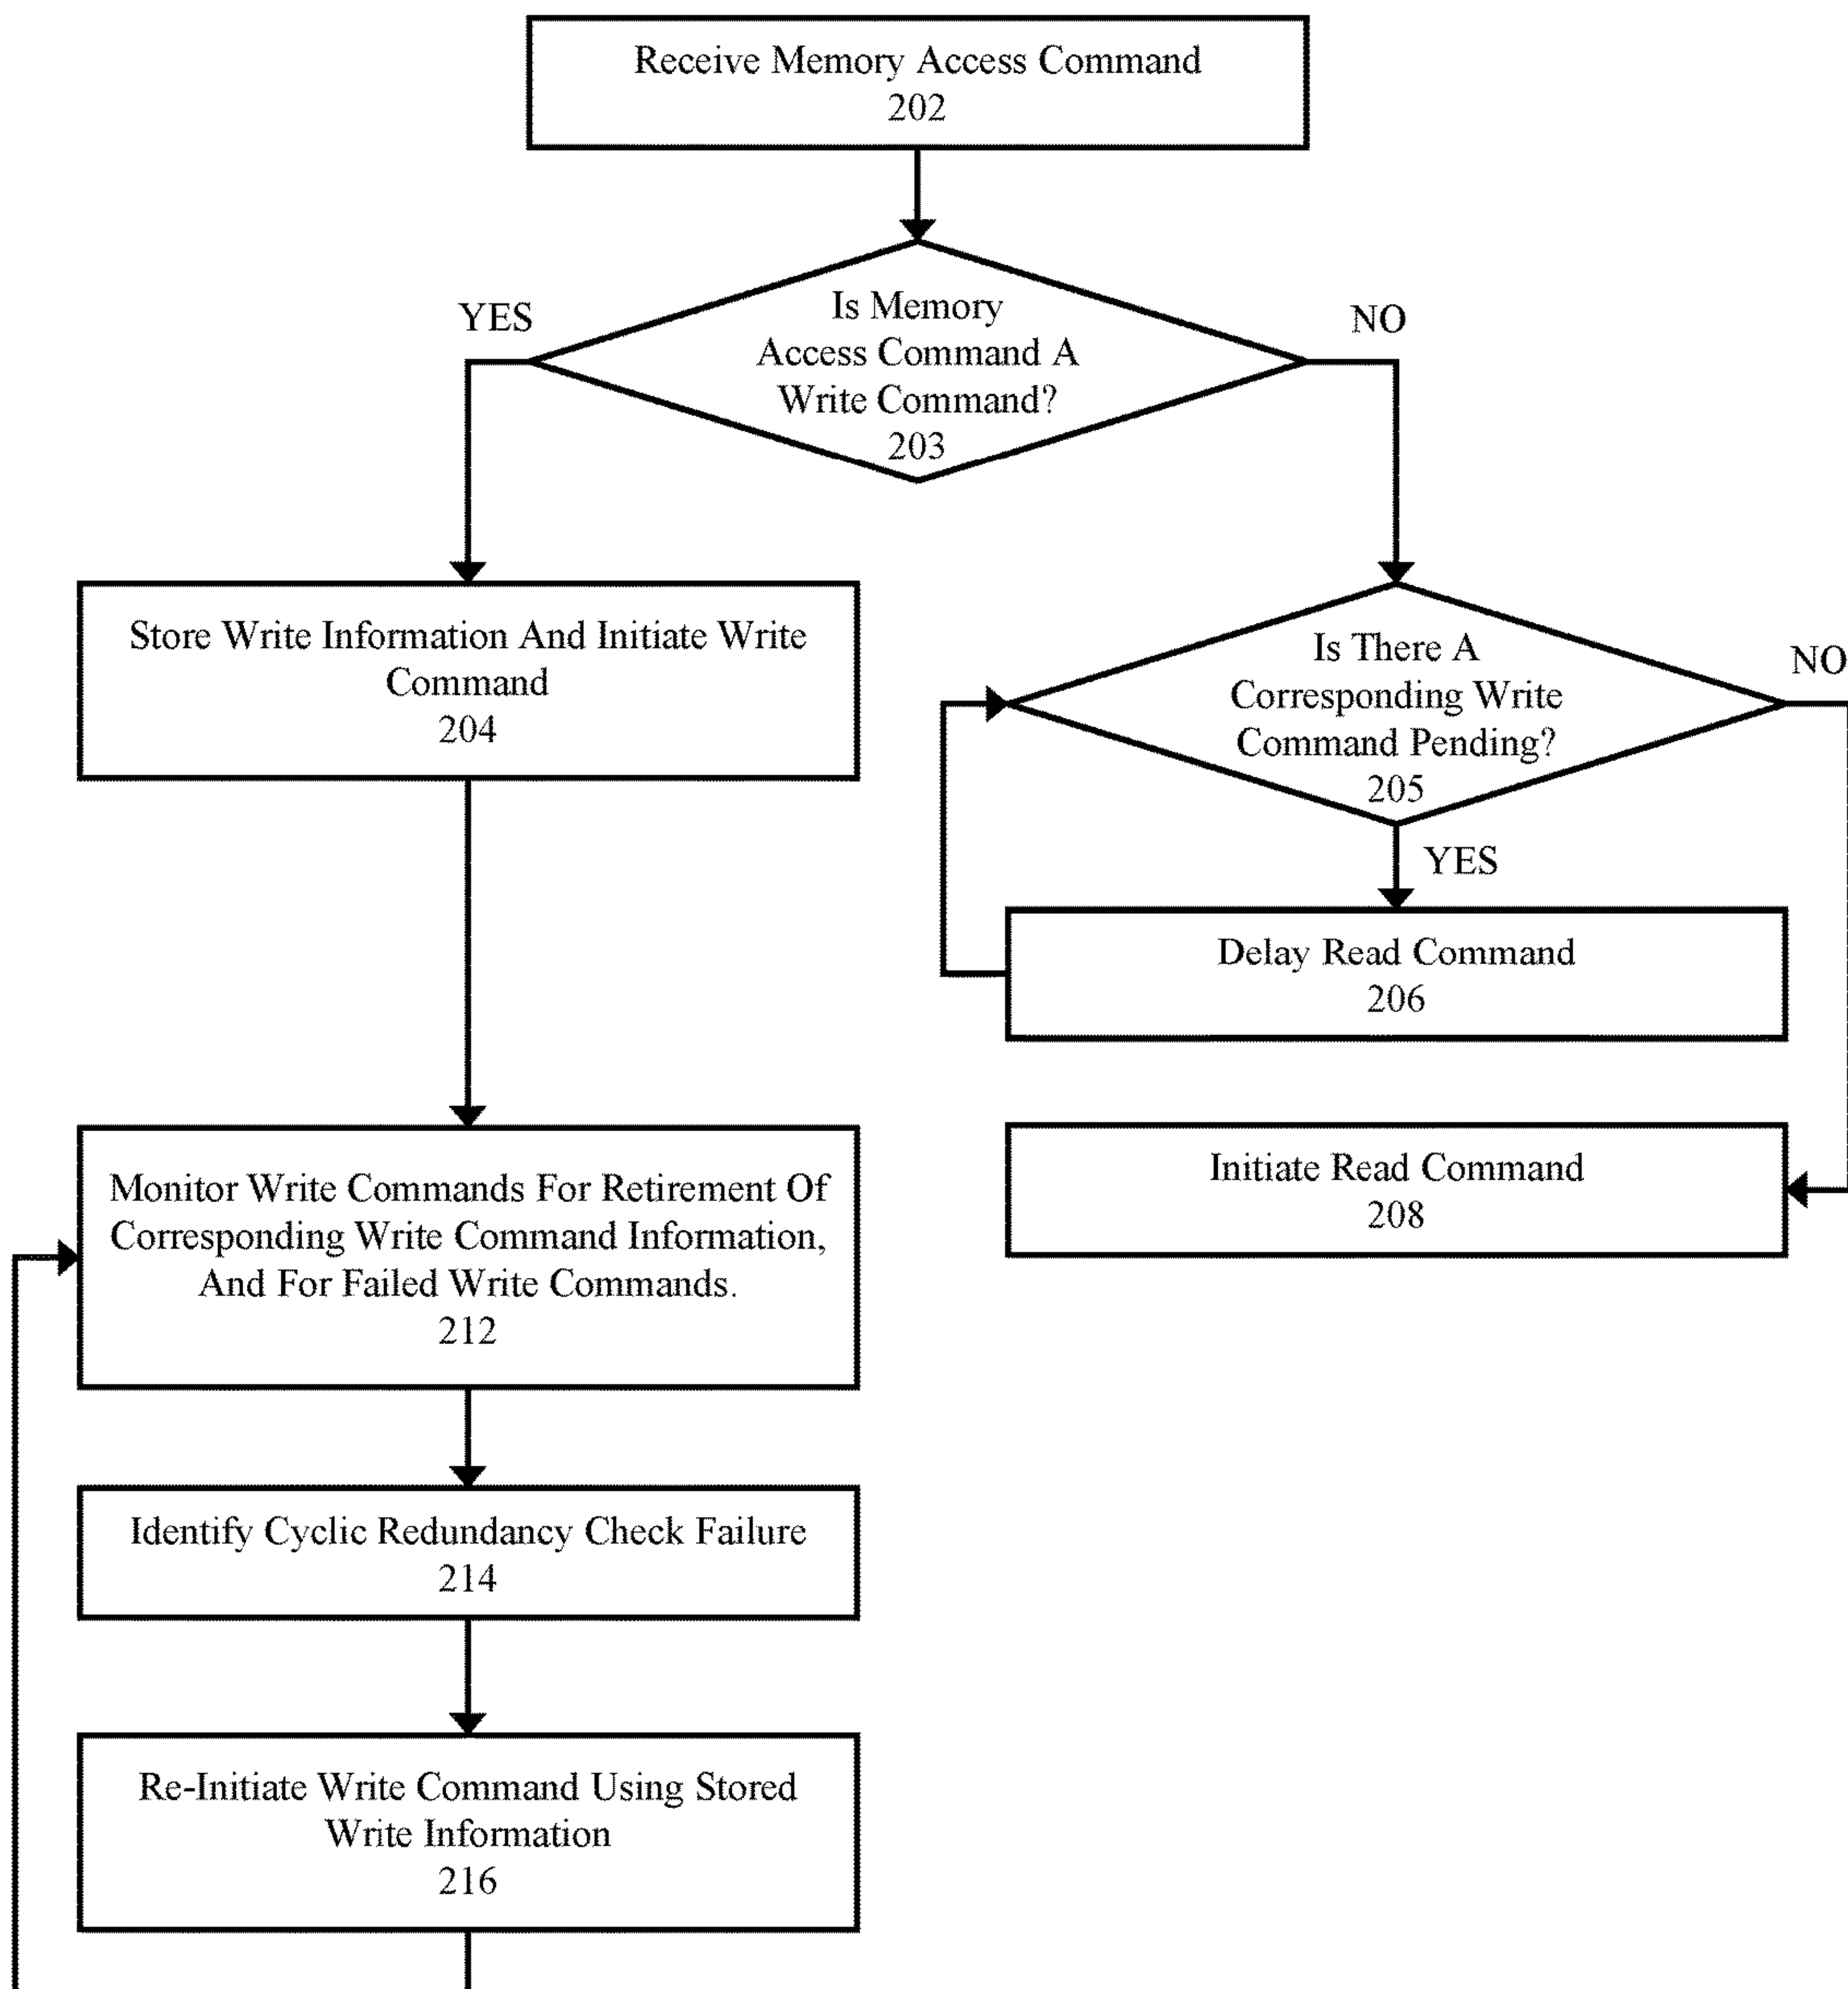 Receive Memory Access Command
202
YES
Is Memory
Access Command A
Write Command?
203
NO
Store Write Information And Initiate Write
Command
204
Is There A
Corresponding Write
Command Pending?
205
NO
YES
Delay Read Command
206
Monitor Write Commands For Retirement Of
Corresponding Write Command Information,
And For Failed Write Commands.
212
Initiate Read Command
208
Identify Cyclic Redundancy Check Failure
214
Re-Initiate Write Command Using Stored
Write Information
216